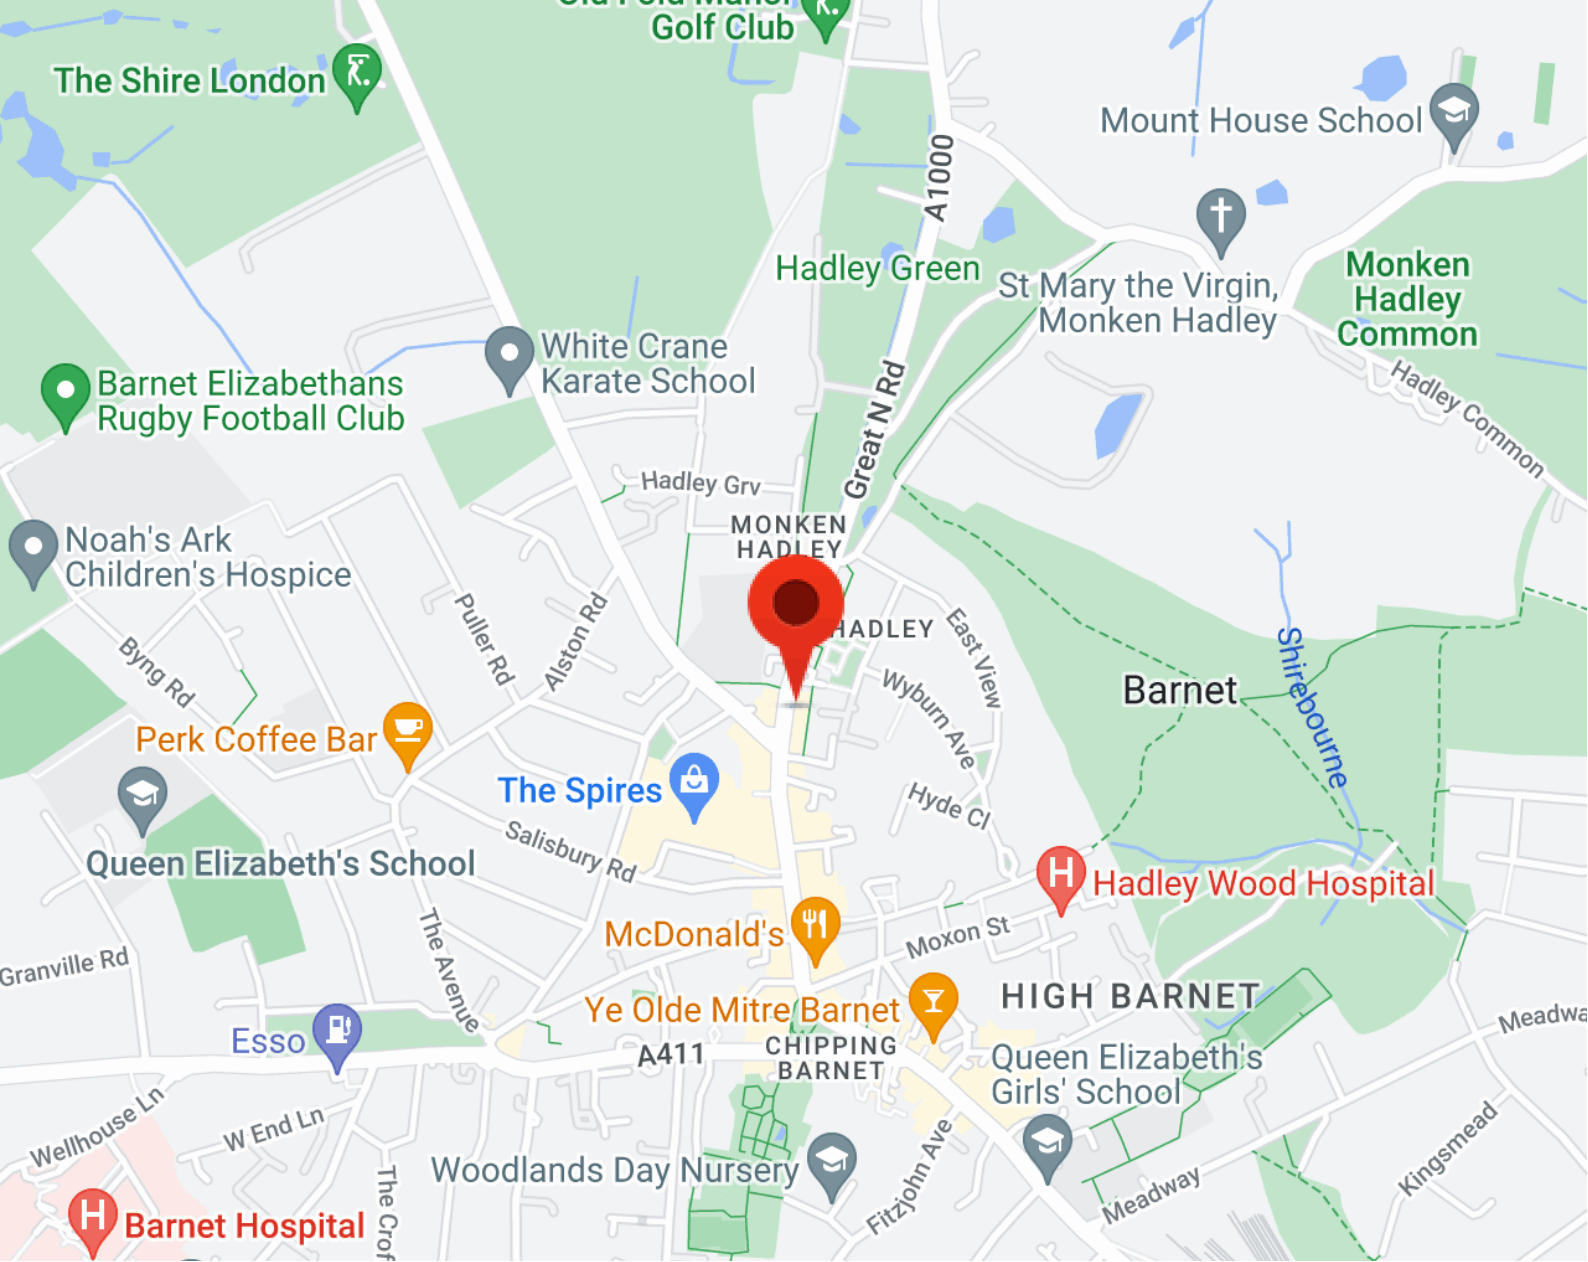 Old Fold Manor
Golf Club
The Shire London
Mount House School
A1000
Hadley Green
St Mary the Virgin,
Monken Hadley
Monken
Hadley
Common
White Crane
Karate School
Barnet Elizabethans
Rugby Football Club
Great N Rd
Hadley Common
Hadley Grv
MONKEN
HADLEY
Noah's Ark
Children's Hospice
Puller Rd
Alston Rd
HADLEY
East View
Shirebourne
Byng Rd
Wyburn Ave
Barnet
Perk Coffee Bar
The Spires
Hyde Cl
Salisbury Rd
Queen Elizabeth's School
H
Hadley Wood Hospital
The Avenue
McDonald's
Moxon St
Granville Rd
Ye Olde Mitre Barnet
HIGH BARNET
Meadwa
Esso
A411
CHIPPING
BARNET
Queen Elizabeth's
Girls' School
Wellhouse Ln
W End Ln
Woodlands Day Nursery
Fitzjohn Ave
Meadway
Kingsmead
The Crof
H
Barnet Hospital